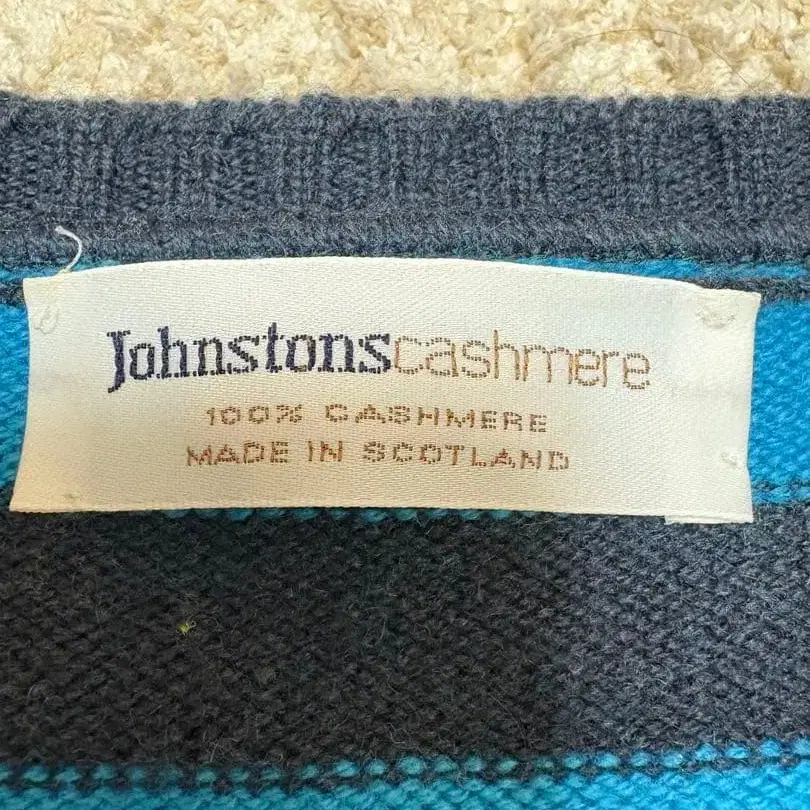 Johnstonscashmere
100% CASHMERE
MADE IN SCOTLAND